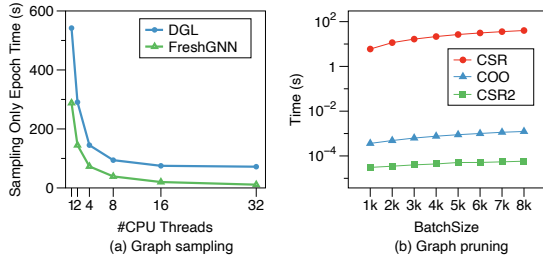 Sampling Only Epoch Time (s)
600
400
200
0
DGL
FreshGNN
1 2 4 8 16 32
#CPU Threads
(a) Graph sampling
Time (s)
10^2
1
10^−2
10^−4
CSR
COO
CSR2
1k 2k 3k 4k 5k 6k 7k 8k
BatchSize
(b) Graph pruning